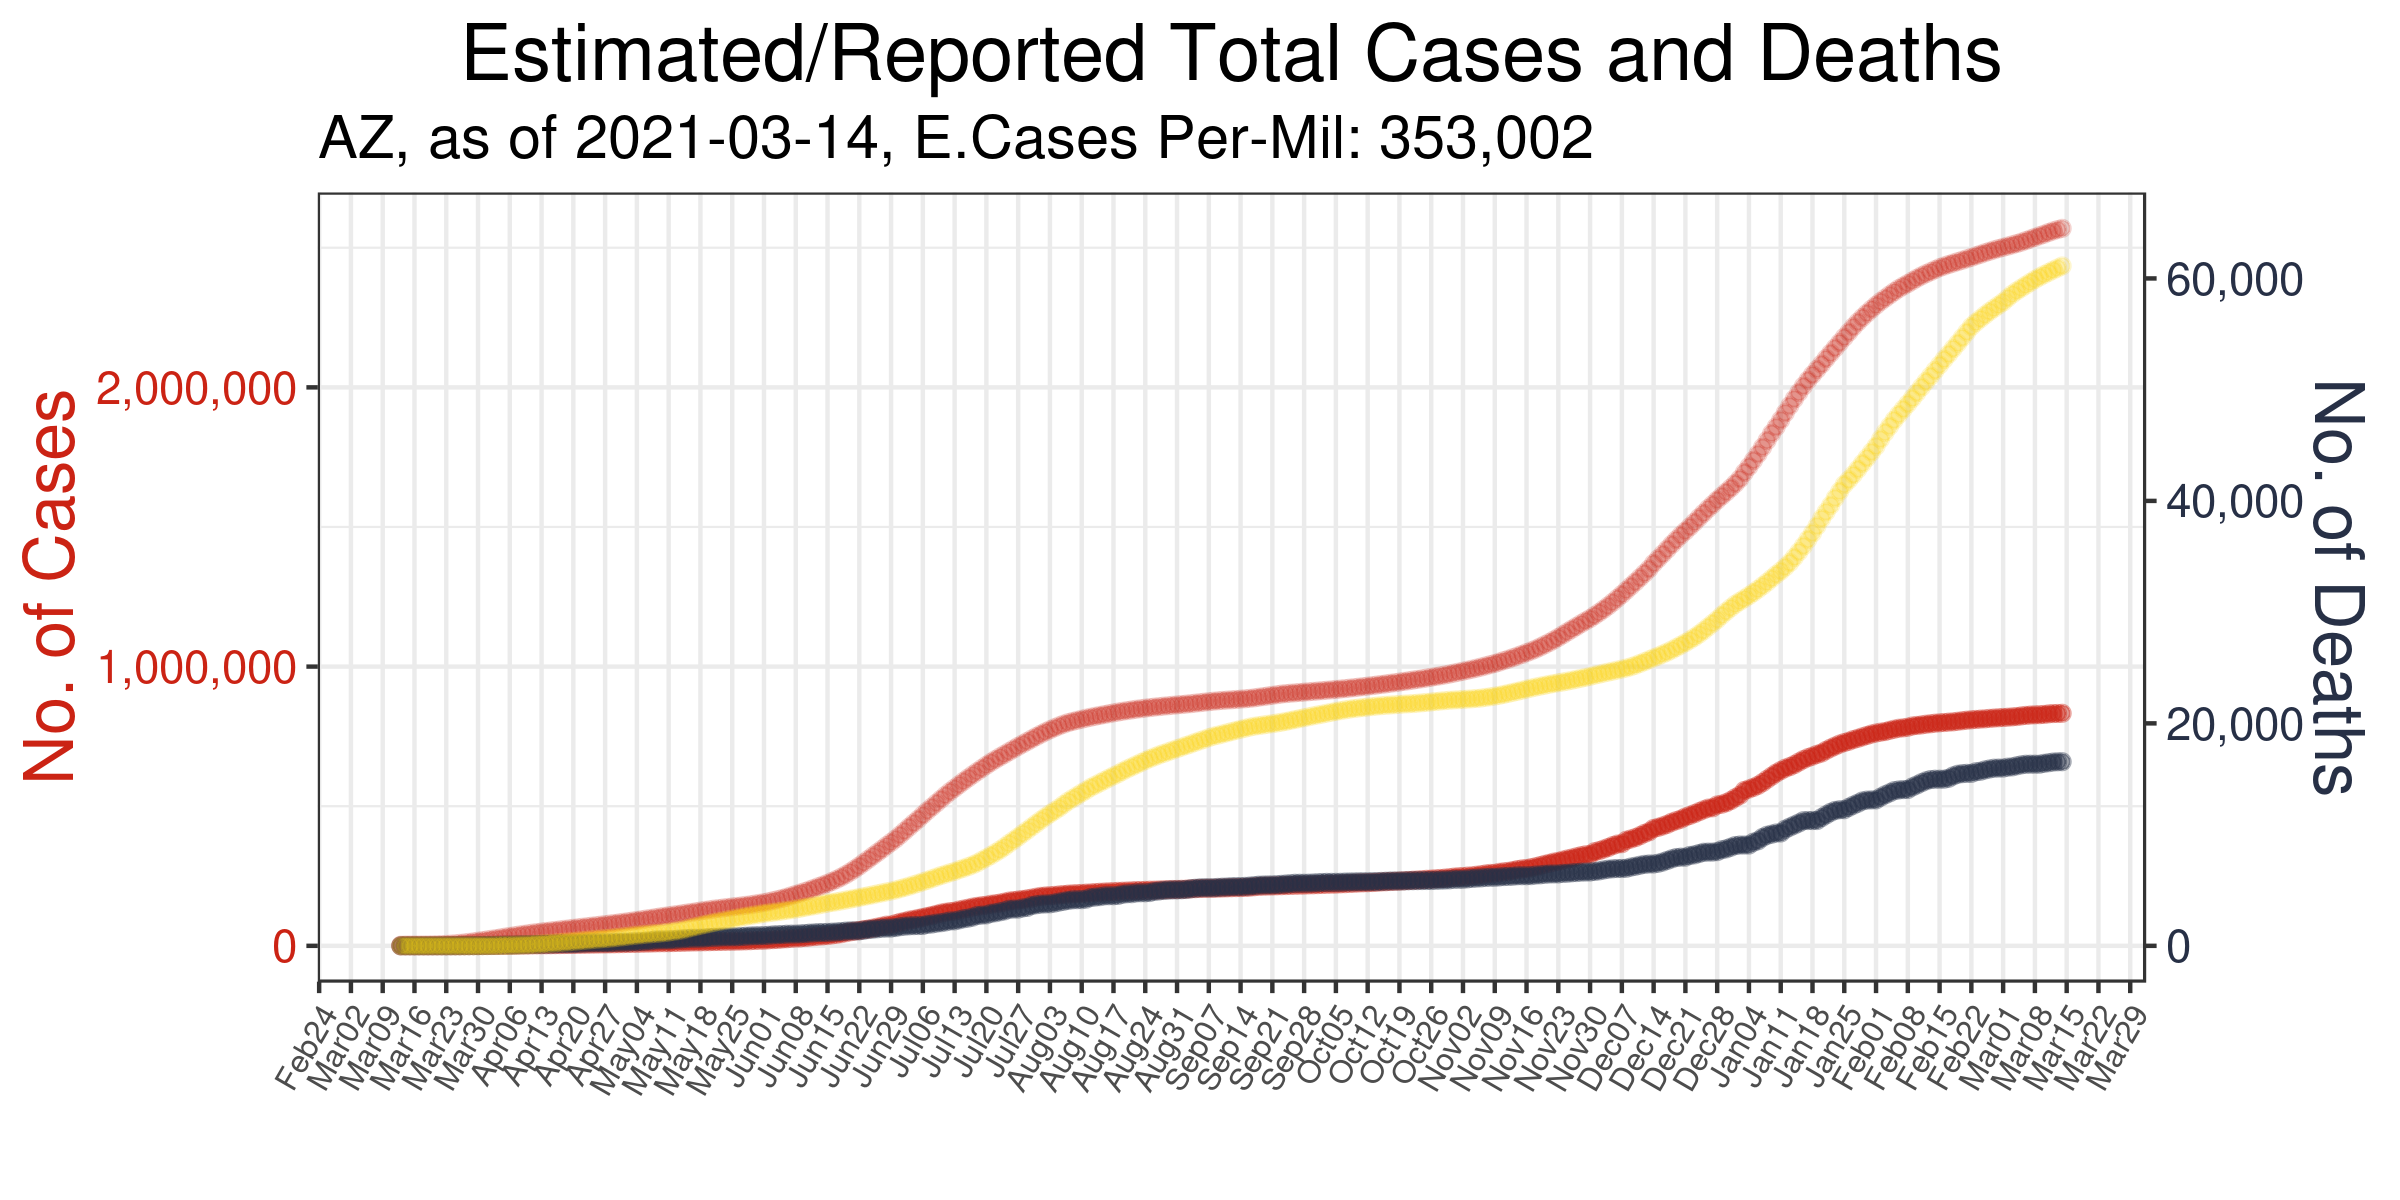 Estimated/Reported Total Cases and Deaths
AZ, as of 2021-03-14, E.Cases Per-Mil: 353,002
No. of Cases
2,000,000
1,000,000
0
60,000
40,000
20,000
0
No. of Deaths
Feb24
Mar02
Mar09
Mar16
Mar23
Mar30
Apr06
Apr13
Apr20
Apr27
May04
May11
May18
May25
Jun01
Jun08
Jun15
Jun22
Jun29
Jul06
Jul13
Jul20
Jul27
Aug03
Aug10
Aug17
Aug24
Aug31
Sep07
Sep14
Sep21
Sep28
Oct05
Oct12
Oct19
Oct26
Nov02
Nov09
Nov16
Nov23
Nov30
Dec07
Dec14
Dec21
Dec28
Jan04
Jan11
Jan18
Jan25
Feb01
Feb08
Feb15
Feb22
Mar01
Mar08
Mar15
Mar22
Mar29